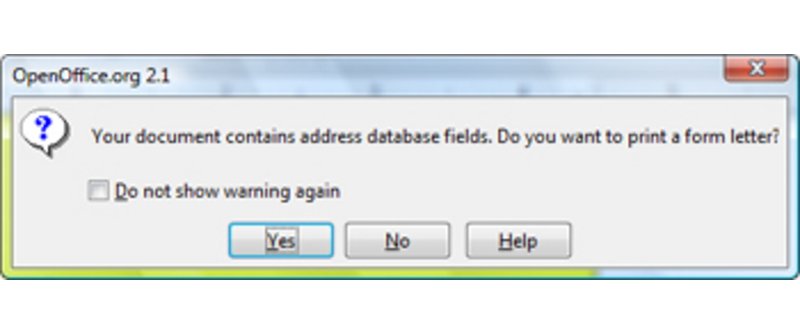 OpenOffice.org 2.1
Your document contains address database fields. Do you want to print a form letter?
Do not show warning again
Yes No Help